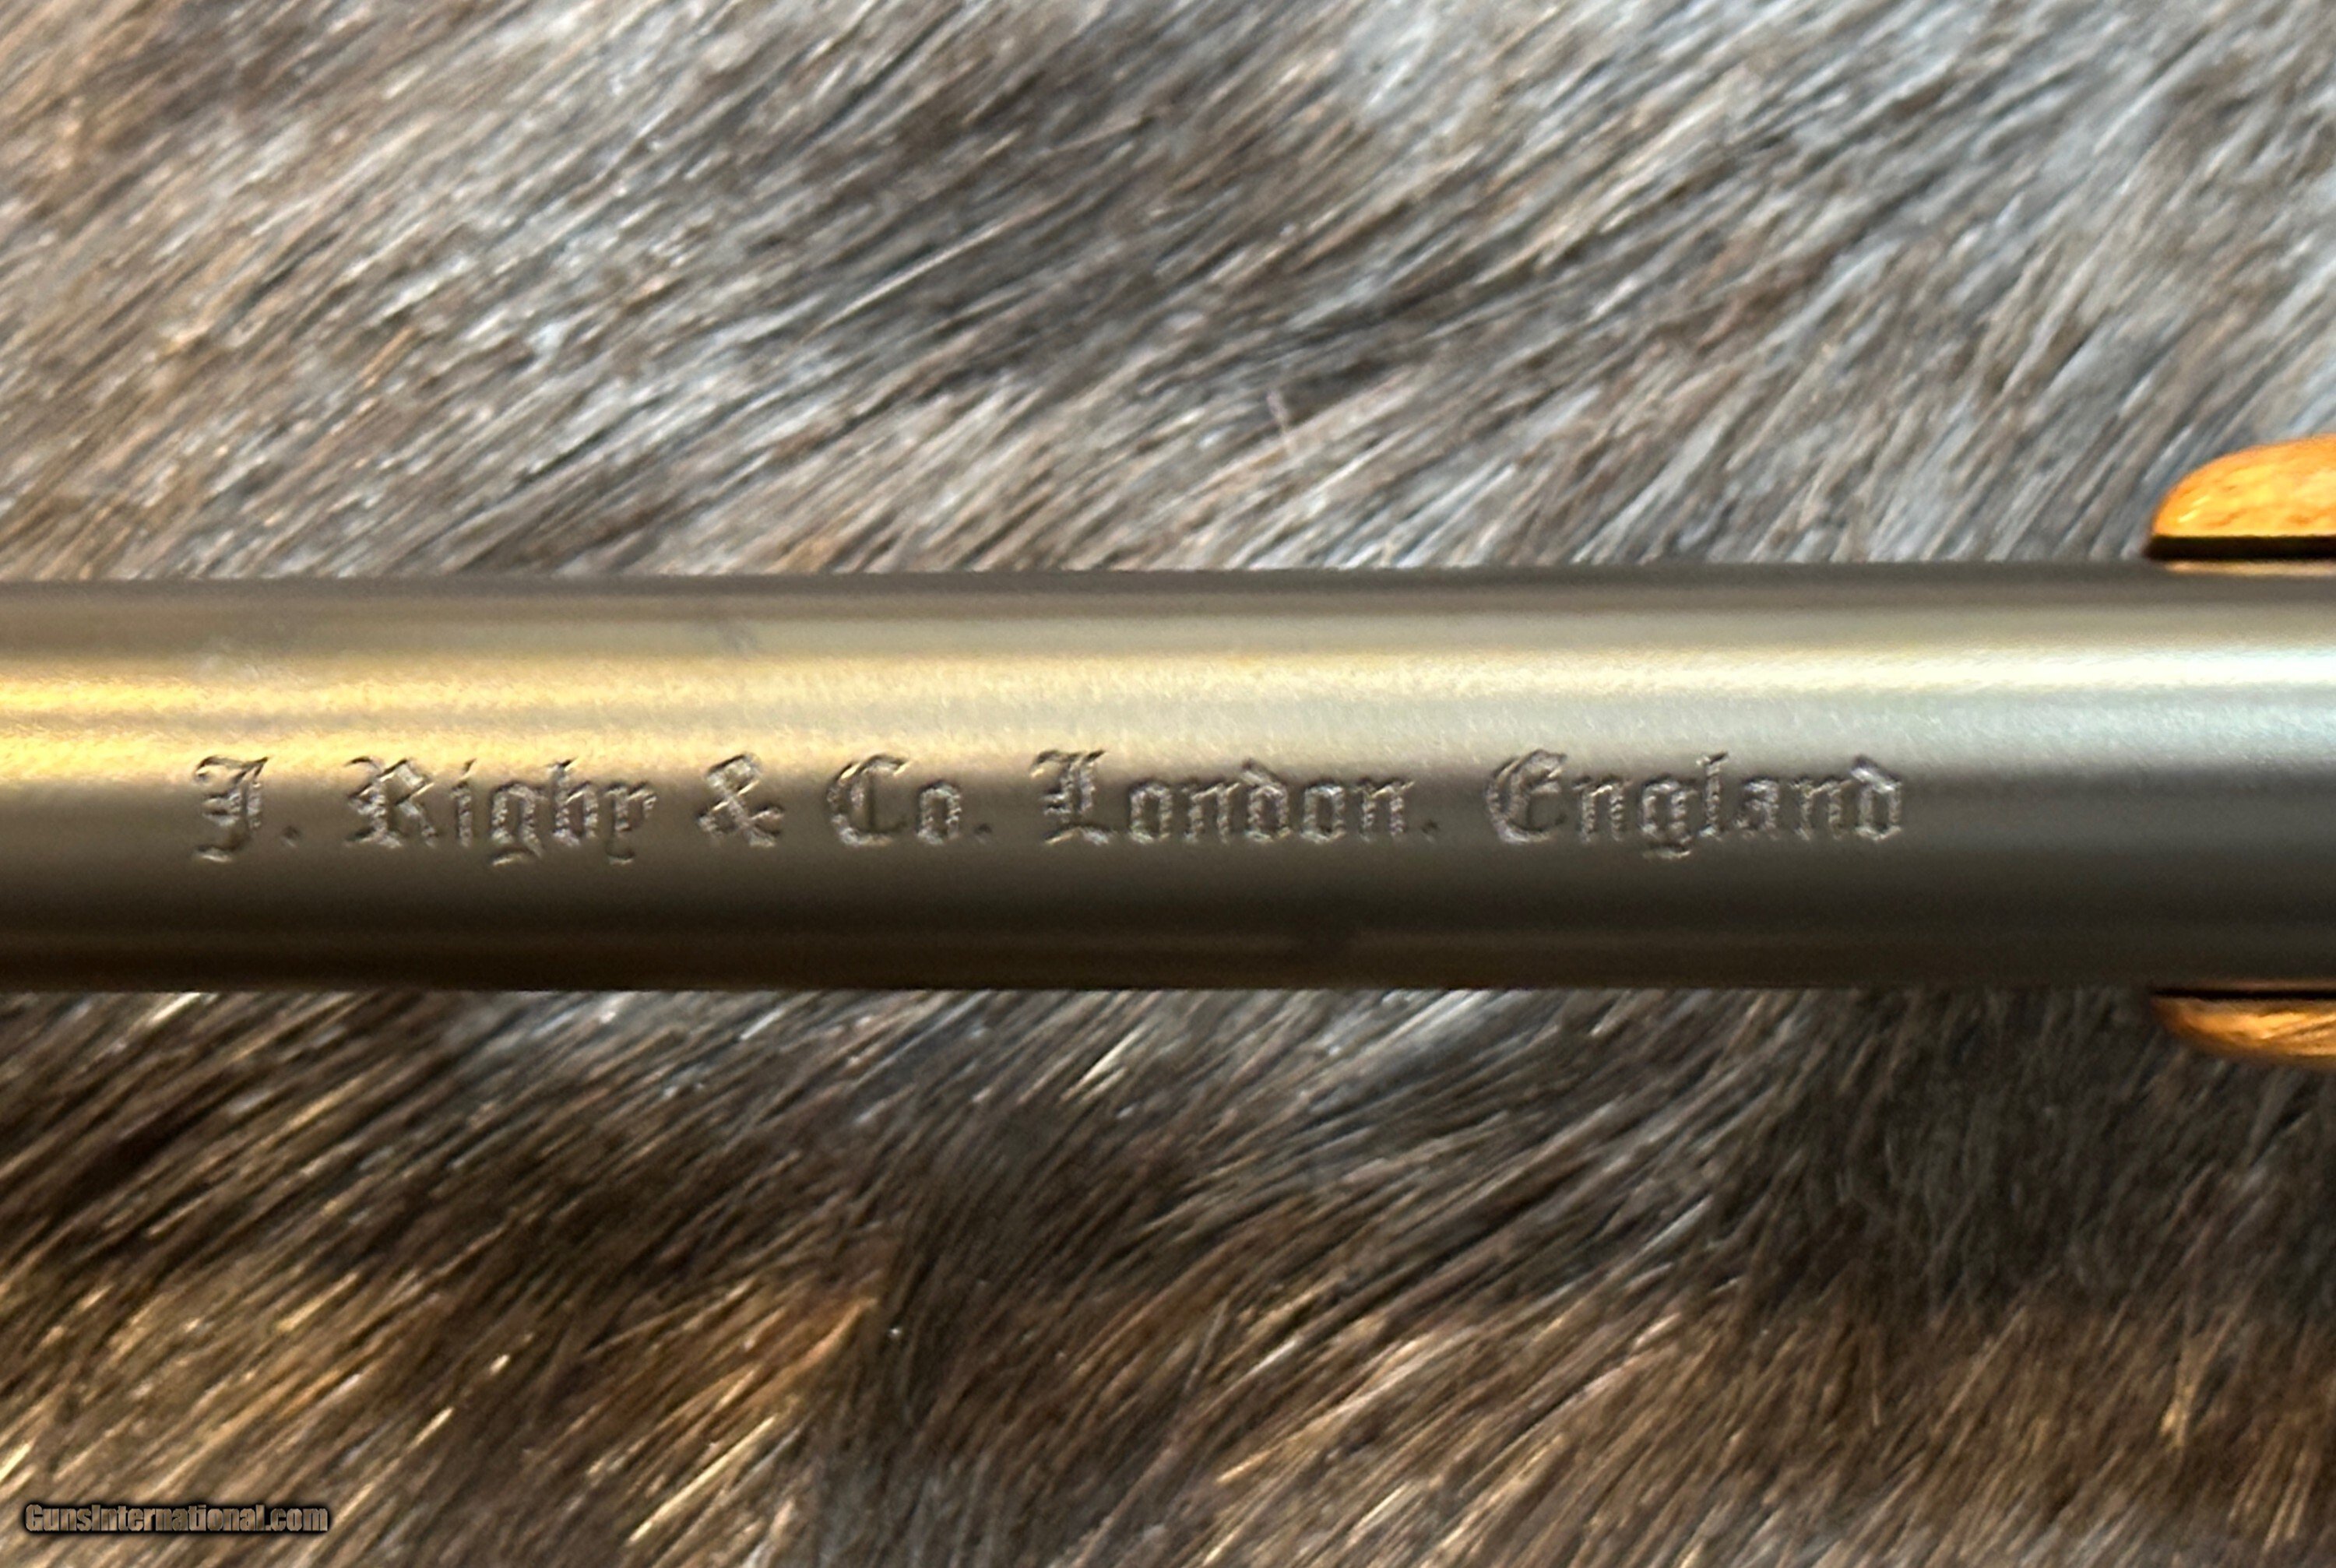 J. Rigby & Co. London. England
GunsInternational.com